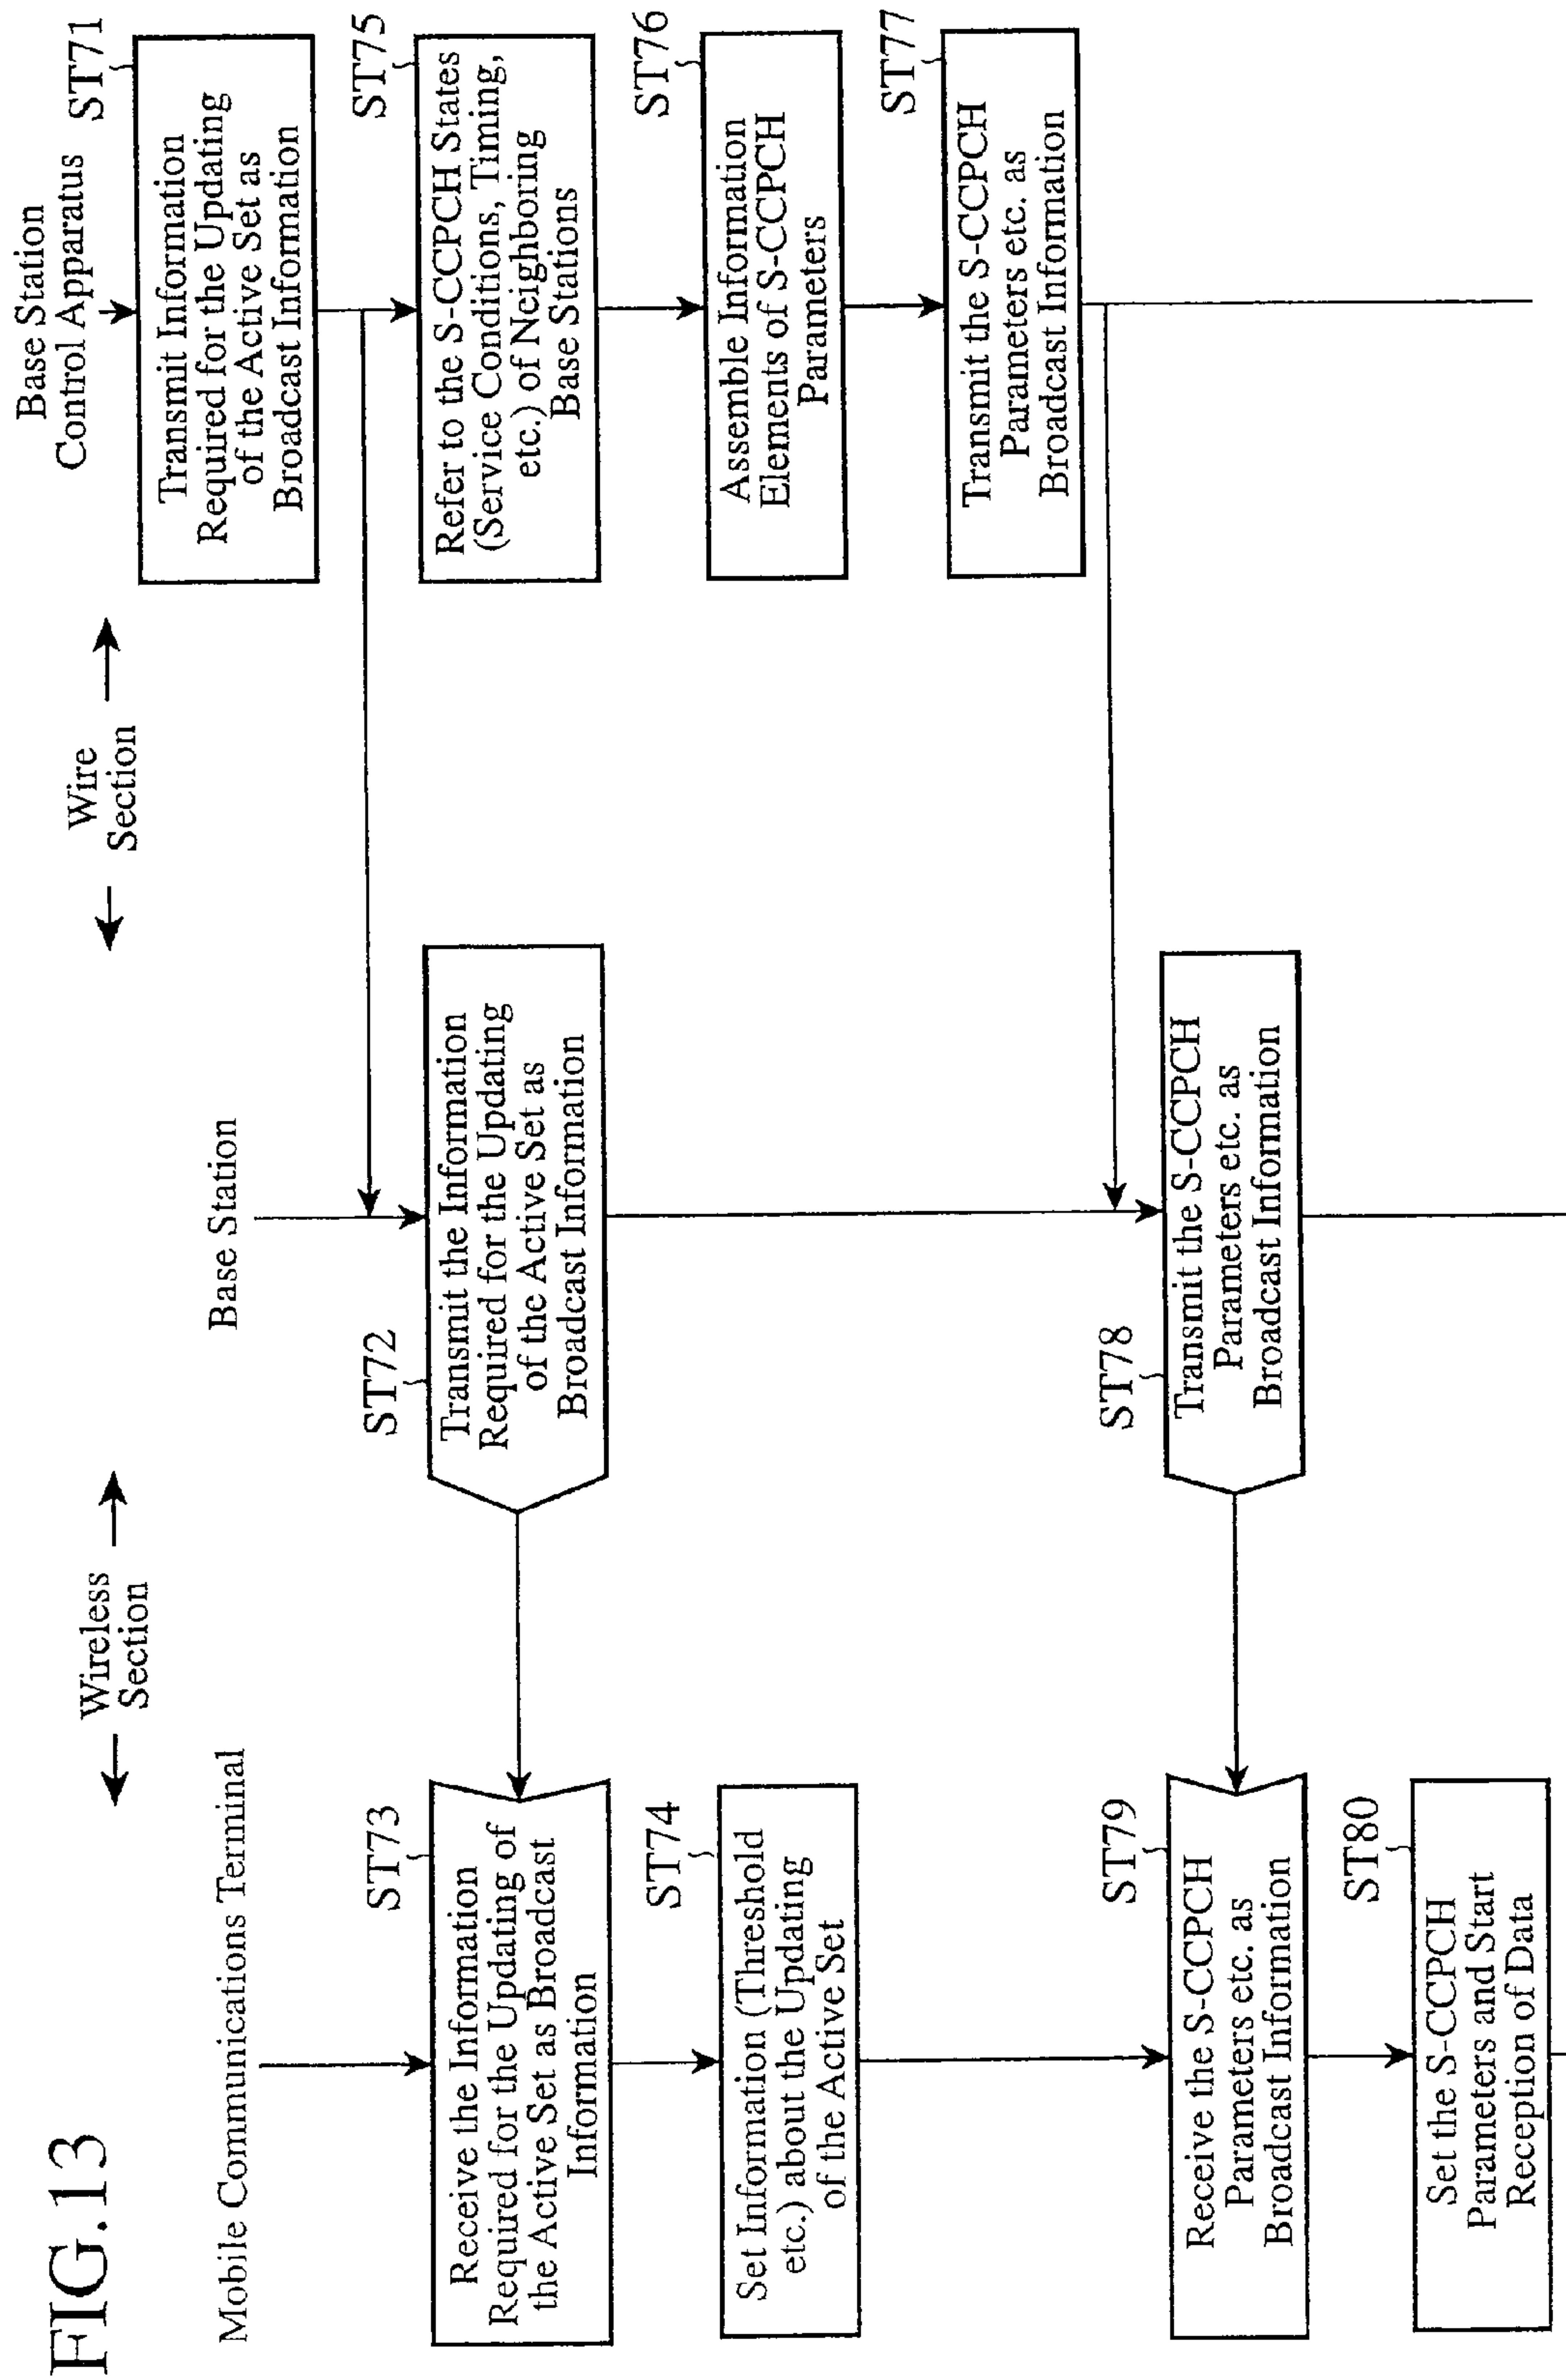 FIG.13
Mobile Communications Terminal
Wireless
Section
Base Station
Wire
Section
Base Station
Control Apparatus
ST71
Transmit Information
Required for the Updating
of the Active Set as
Broadcast Information
ST72
Transmit the Information
Required for the Updating
of the Active Set as
Broadcast Information
ST73
Receive the Information
Required for the Updating of
the Active Set as Broadcast
Information
ST74
Set Information (Threshold
etc.) about the Updating
of the Active Set
ST75
Refer to the S-CCPCH States
(Service Conditions, Timing,
etc.) of Neighboring
Base Stations
ST76
Assemble Information
Elements of S-CCPCH
Parameters
ST77
Transmit the S-CCPCH
Parameters etc. as
Broadcast Information
ST78
Transmit the S-CCPCH
Parameters etc. as
Broadcast Information
ST79
Receive the S-CCPCH
Parameters etc. as
Broadcast Information
ST80
Set the S-CCPCH
Parameters and Start
Reception of Data